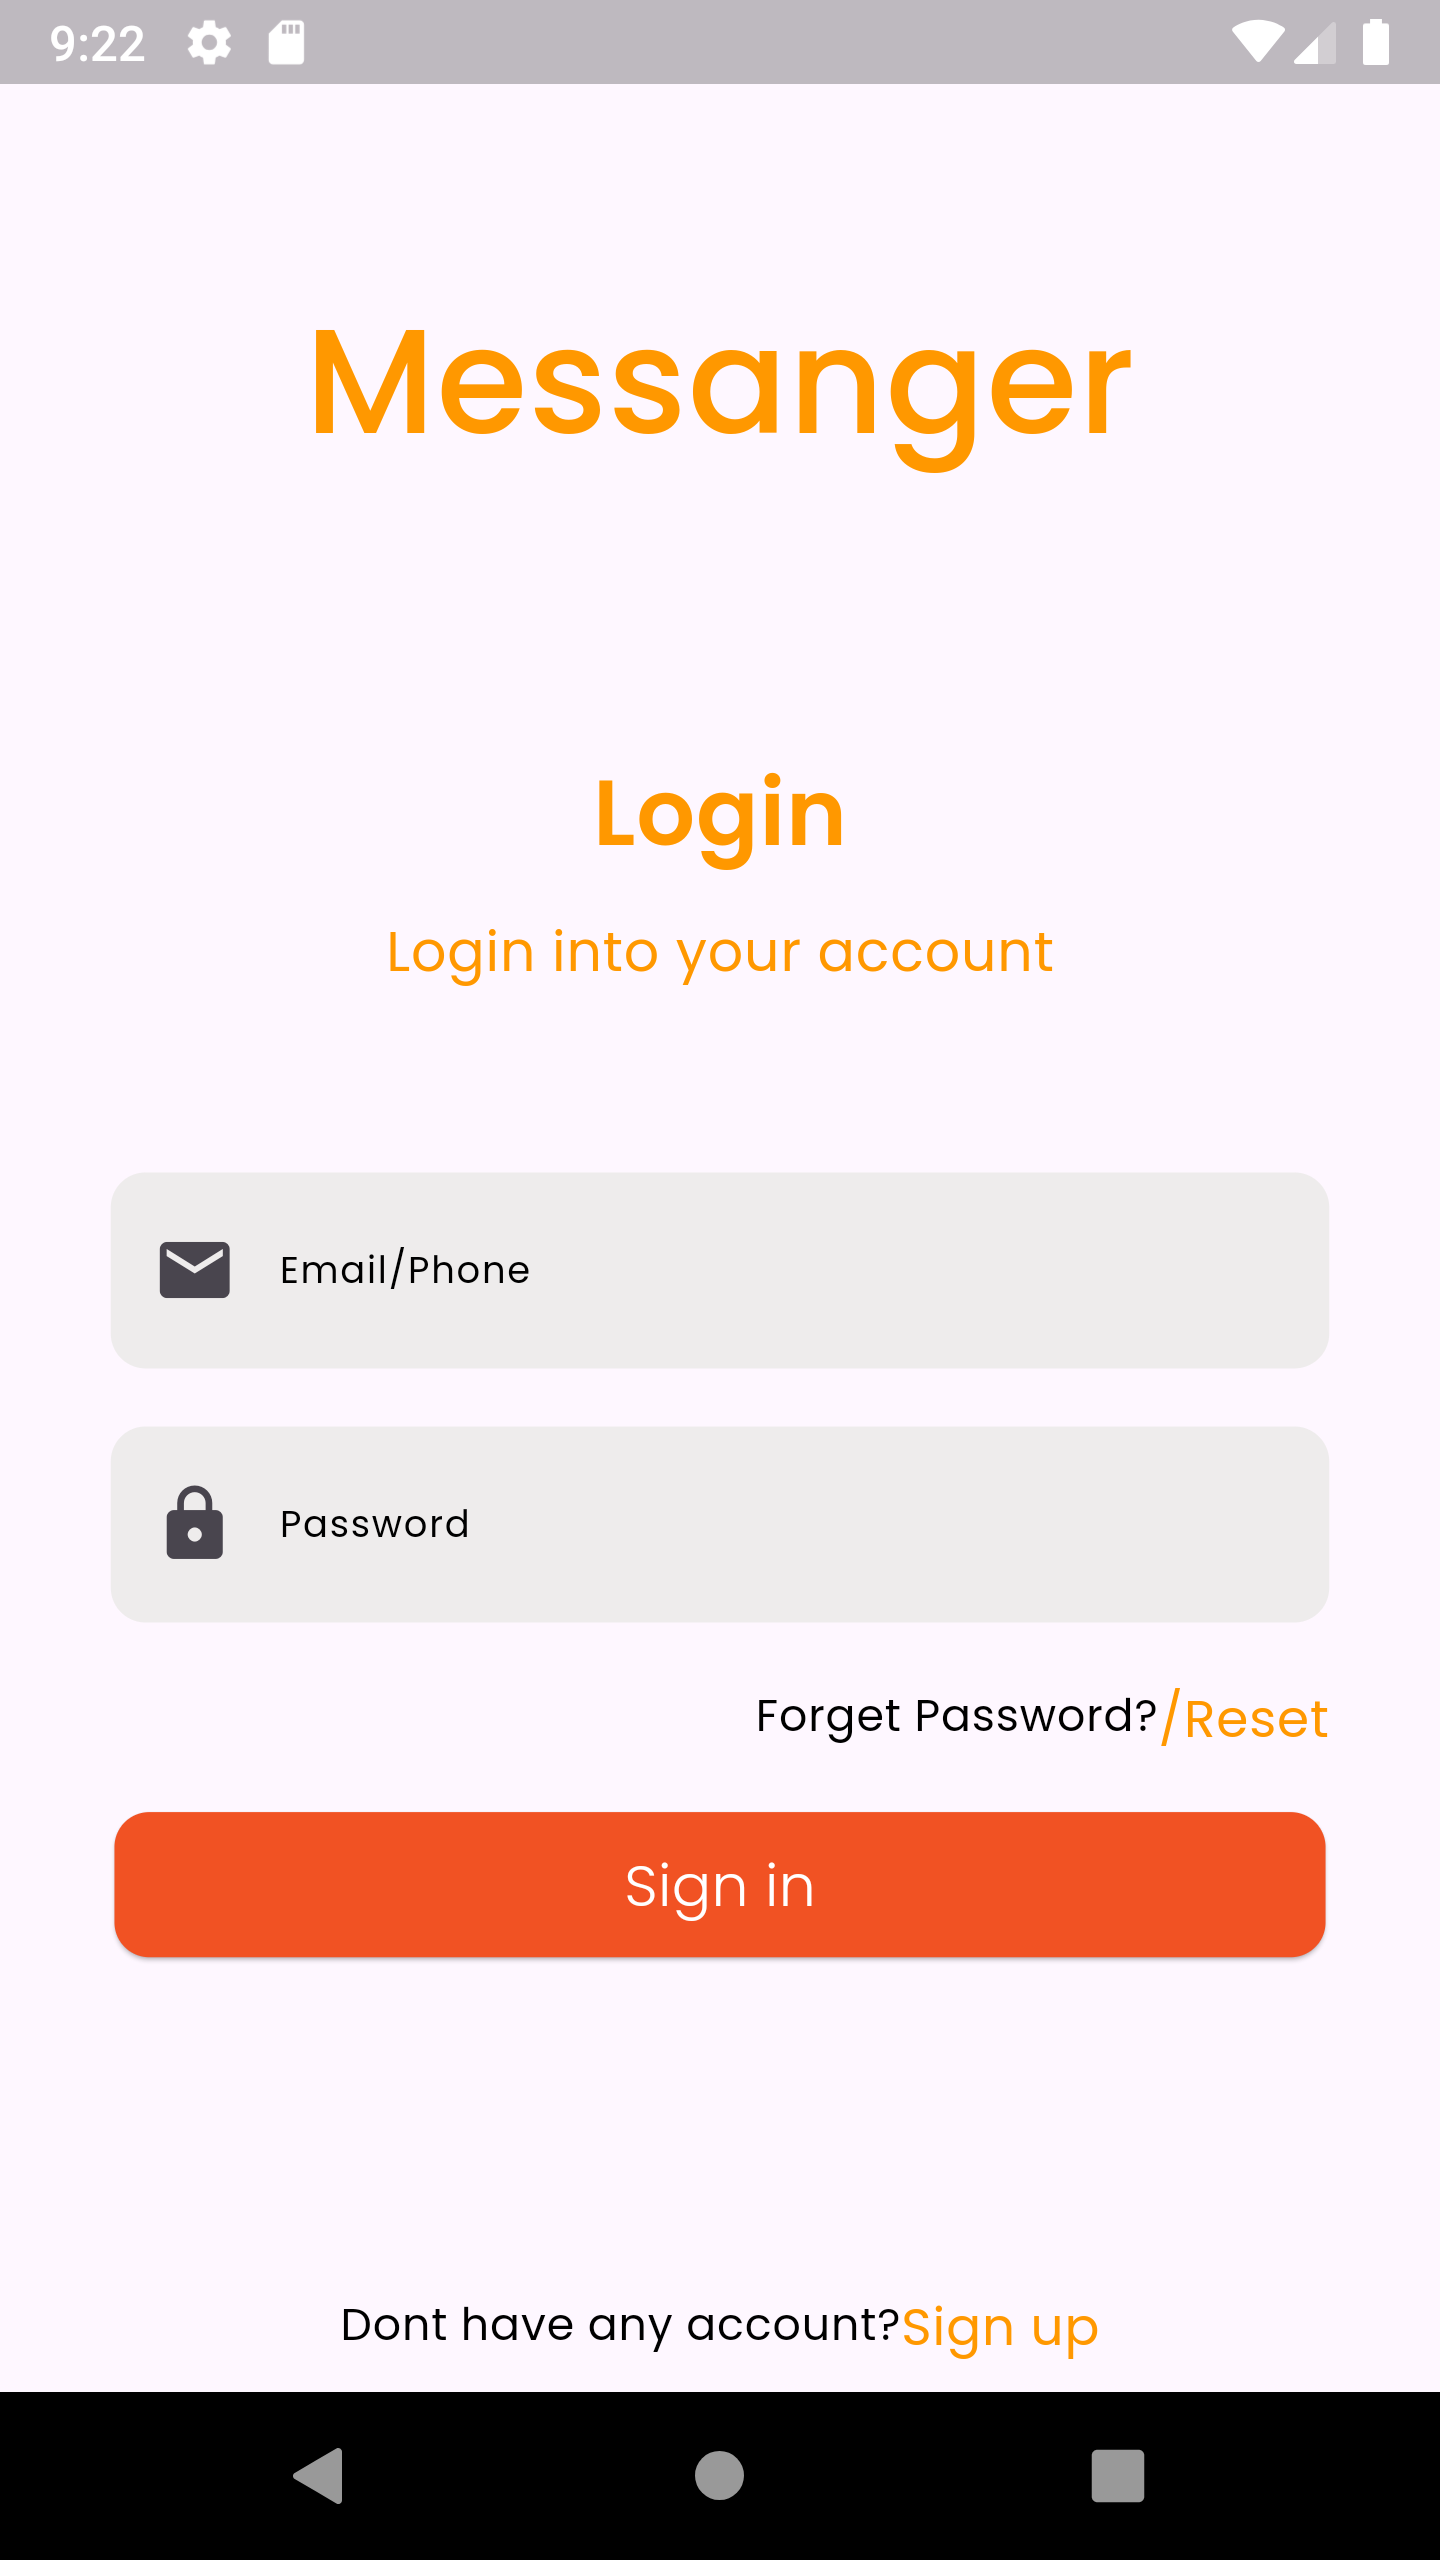 9:22
Messanger
Login
Login into your account
Email/Phone
Password
Forget Password?/Reset
Sign in
Dont have any account?Sign up